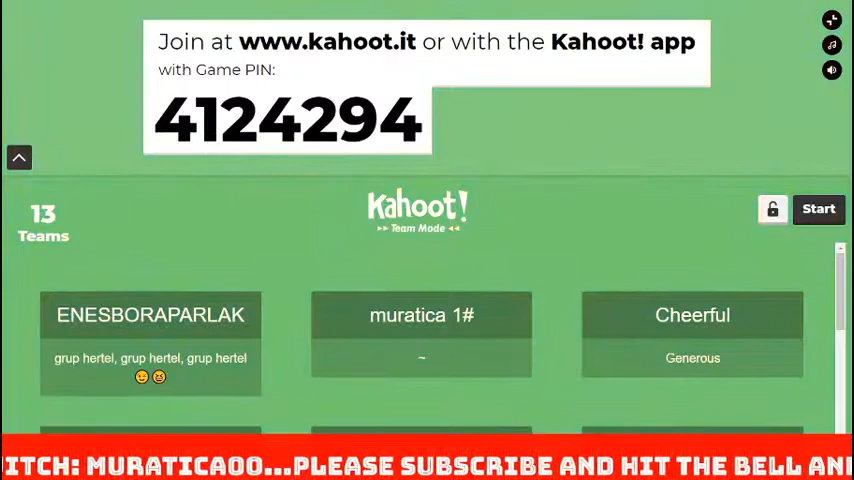 Join at www.kahoot.it or with the Kahoot! app
with Game PIN:
4124294
13
Teams
Kahoot!
Team Mode
Start
ENESBORAPARLAK
grup hertel, grup hertel, grup hertel
😉😆
muratica 1#
~
Cheerful
Generous
ITCH: MURATICA00...PLEASE SUBSCRIBE AND HIT THE BELL AN